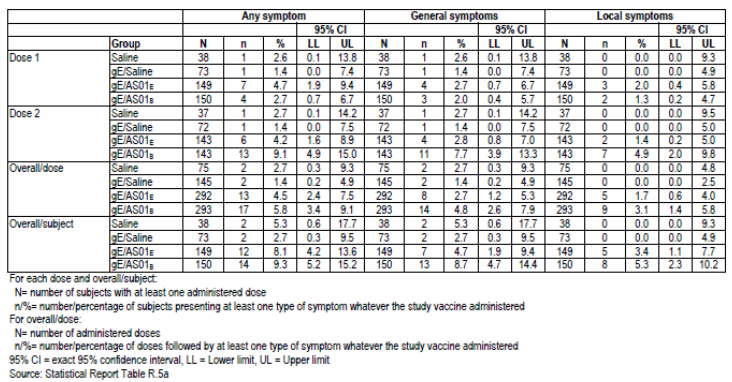 Any symptom General symptoms Local symptoms
95% CI 95% CI 95% CI
Group N n % LL UL N n % LL UL N n % LL UL
Dose 1 Saline 38 1 2.6 0.1 13.8 38 1 2.6 0.1 13.8 38 0 0.0 0.0 9.3
gE/Saline 73 1 1.4 0.0 7.4 73 1 1.4 0.0 7.4 73 0 0.0 0.0 4.9
gE/AS01E 149 7 4.7 1.9 9.4 149 4 2.7 0.7 6.7 149 3 2.0 0.4 5.8
gE/AS01B 150 4 2.7 0.7 6.7 150 3 2.0 0.4 5.7 150 2 1.3 0.2 4.7
Dose 2 Saline 37 1 2.7 0.1 14.2 37 1 2.7 0.1 14.2 37 0 0.0 0.0 9.5
gE/Saline 72 1 1.4 0.0 7.5 72 1 1.4 0.0 7.5 72 0 0.0 0.0 5.0
gE/AS01E 143 6 4.2 1.6 8.9 143 4 2.8 0.8 7.0 143 2 1.4 0.2 5.0
gE/AS01B 143 13 9.1 4.9 15.0 143 11 7.7 3.9 13.3 143 7 4.9 2.0 9.8
Overall/dose Saline 75 2 2.7 0.3 9.3 75 2 2.7 0.3 9.3 75 0 0.0 0.0 4.8
gE/Saline 145 2 1.4 0.2 4.9 145 2 1.4 0.2 4.9 145 0 0.0 0.0 2.5
gE/AS01E 292 13 4.5 2.4 7.5 292 8 2.7 1.2 5.3 292 5 1.7 0.6 4.0
gE/AS01B 293 17 5.8 3.4 9.1 293 14 4.8 2.6 7.9 293 9 3.1 1.4 5.8
Overall/subject Saline 38 2 5.3 0.6 17.7 38 2 5.3 0.6 17.7 38 0 0.0 0.0 9.3
gE/Saline 73 2 2.7 0.3 9.5 73 2 2.7 0.3 9.5 73 0 0.0 0.0 4.9
gE/AS01E 149 12 8.1 4.2 13.6 149 7 4.7 1.9 9.4 149 5 3.4 1.1 7.7
gE/AS01B 150 14 9.3 5.2 15.2 150 13 8.7 4.7 14.4 150 8 5.3 2.3 10.2
For each dose and overall/subject:
N= number of subjects with at least one administered dose
n/%= number/percentage of subjects presenting at least one type of symptom whatever the study vaccine administered
For overall/dose:
N= number of administered doses
n/%= number/percentage of doses followed by at least one type of symptom whatever the study vaccine administered
95% CI = exact 95% confidence interval, LL = Lower limit, UL = Upper limit
Source: Statistical Report Table R.5a